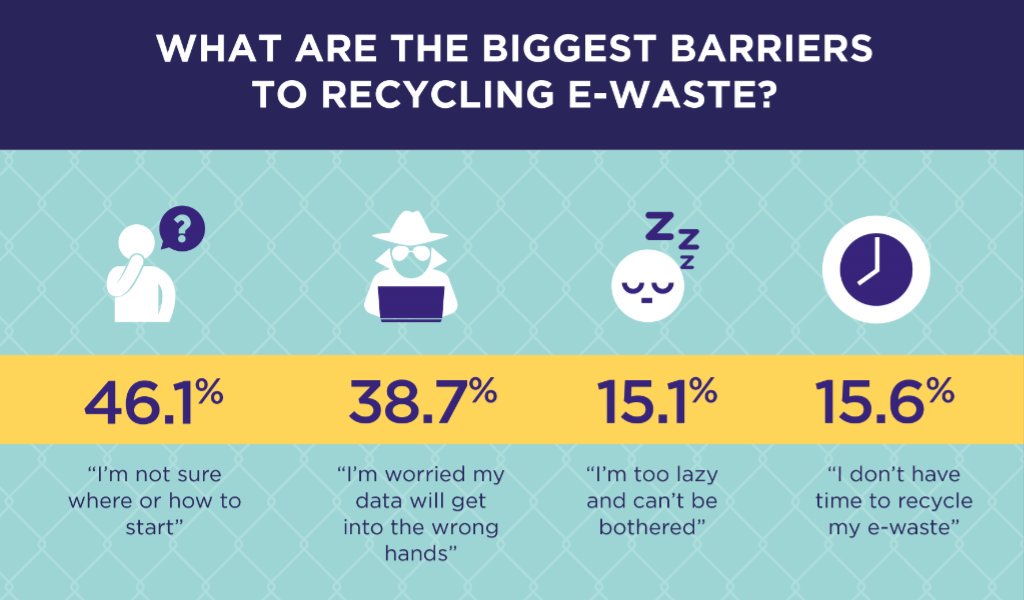 WHAT ARE THE BIGGEST BARRIERS
TO RECYCLING E-WASTE?
?
Z
Z
Z
46.1%
“I’m not sure
where or how to
start”
38.7%
“I’m worried my
data will get
into the wrong
hands”
15.1%
“I’m too lazy
and can’t be
bothered”
15.6%
“I don’t have
time to recycle
my e-waste”